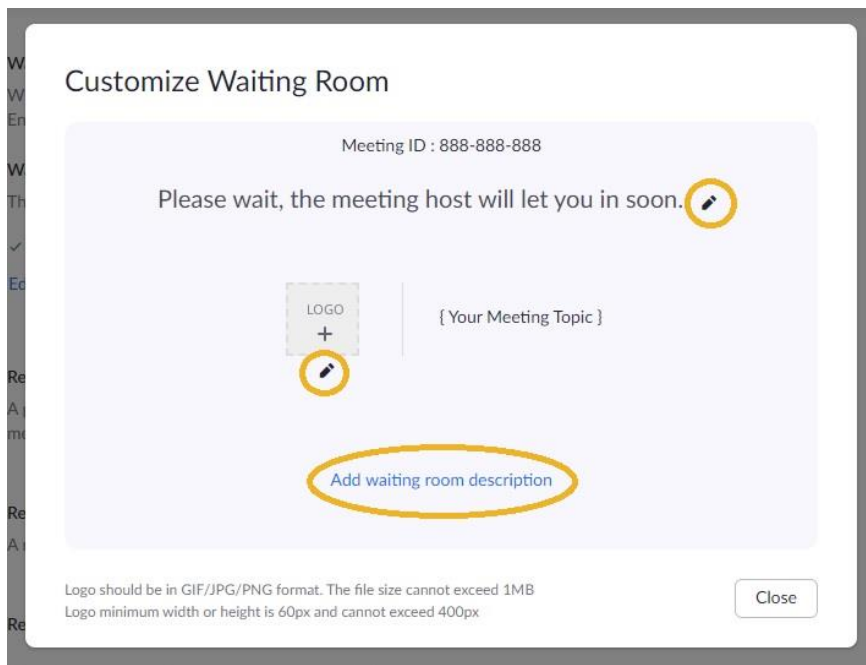 Customize Waiting Room
Meeting ID : 888-888-888
Please wait, the meeting host will let you in soon.
LOGO
+
{ Your Meeting Topic }
Add waiting room description
Logo should be in GIF/JPG/PNG format. The file size cannot exceed 1MB
Logo minimum width or height is 60px and cannot exceed 400px
Close